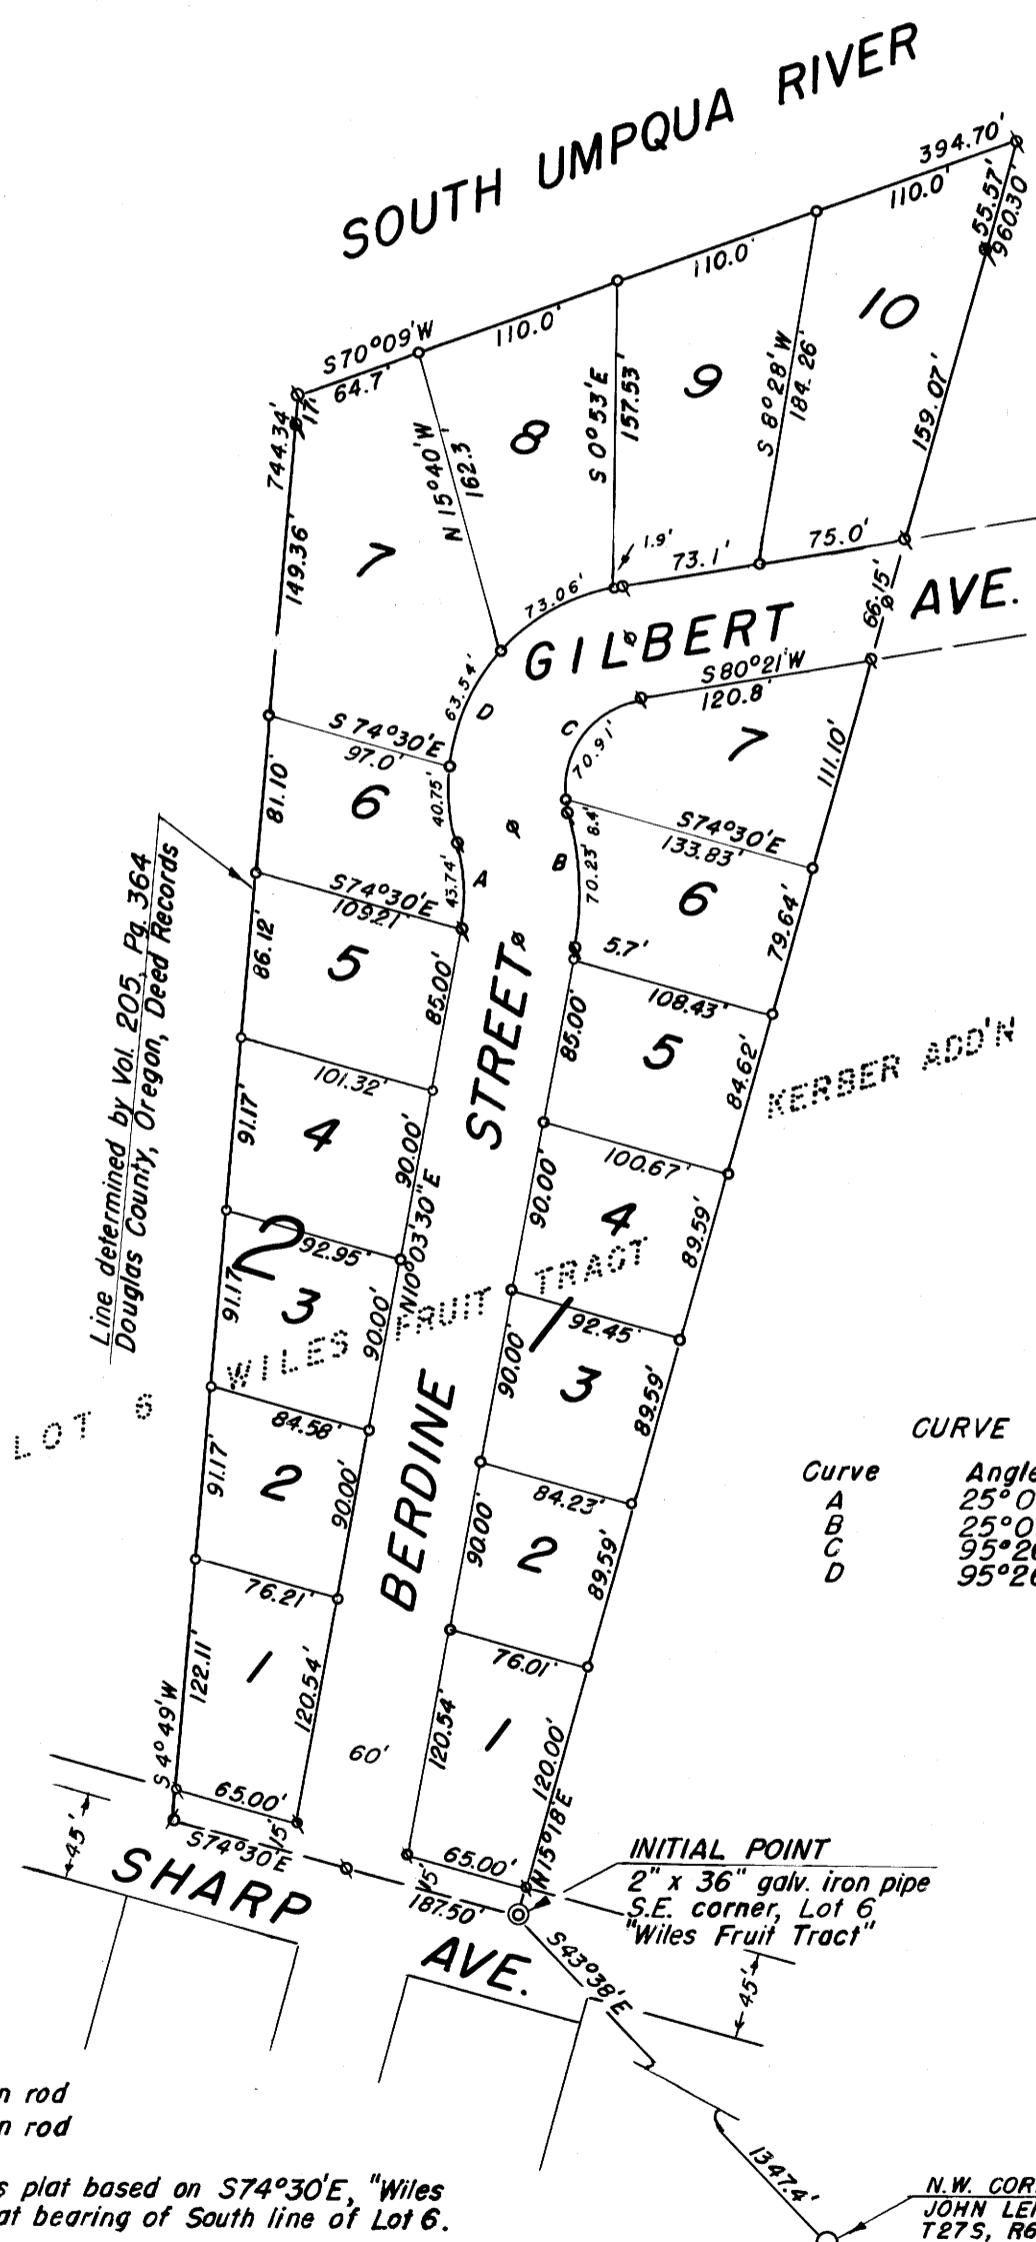 SOUTH UMPQUA RIVER
394.70'
110.0'
55.57'
960.30'
110.0'
110.0'
S70°09'W
64.7'
17'
744.34'
149.36'
N 15°40'W
162.3'
8
S 0°53'E
157.53'
9
S 8°28'W
184.26'
10
159.07'
7
73.06'
1.9'
73.1'
75.0'
66.15'
GILBERT AVE.
S80°21'W
120.8'
63.54'
D
C
70.91'
7
111.10'
S 74°30'E
97.0'
6
81.10'
40.75'
43.74'
A
B
8.4'
70.23'
S74°30'E
133.83'
6
79.64'
S74°30'E
109.21
5
86.12'
85.00'
5.7'
108.43'
85.00'
5
84.62'
Line determined by Vol. 205, Pg. 364
Douglas County, Oregon, Deed Records
KERBER ADD'N
101.32'
4
91.17'
90.00'
N10°03'30"E
100.67'
90.00'
4
89.59'
2
92.95'
3
91.17'
90.00'
1
92.45'
90.00'
3
89.59'
LOT 6 WILES FRUIT TRACT
84.58'
2
91.17'
90.00'
84.23'
90.00'
2
89.59'
BERDINE STREET
CURVE
Curve
A
B
C
D
76.21'
1
122.11'
120.54'
S 4°49'W
60'
76.01'
120.54'
1
120.00'
N15°18'E
65.00'
15'
S74°30'E
65.00'
15'
187.50'
45'
SHARP AVE.
INITIAL POINT
2" x 36" galv. iron pipe
S.E. corner, Lot 6
"Wiles Fruit Tract"
S43°38'E
45'
1347.4'
rod
rod
plat based on S74°30'E, "Wiles
bearing of South line of Lot 6.
N.W.
JOHN
T27S,